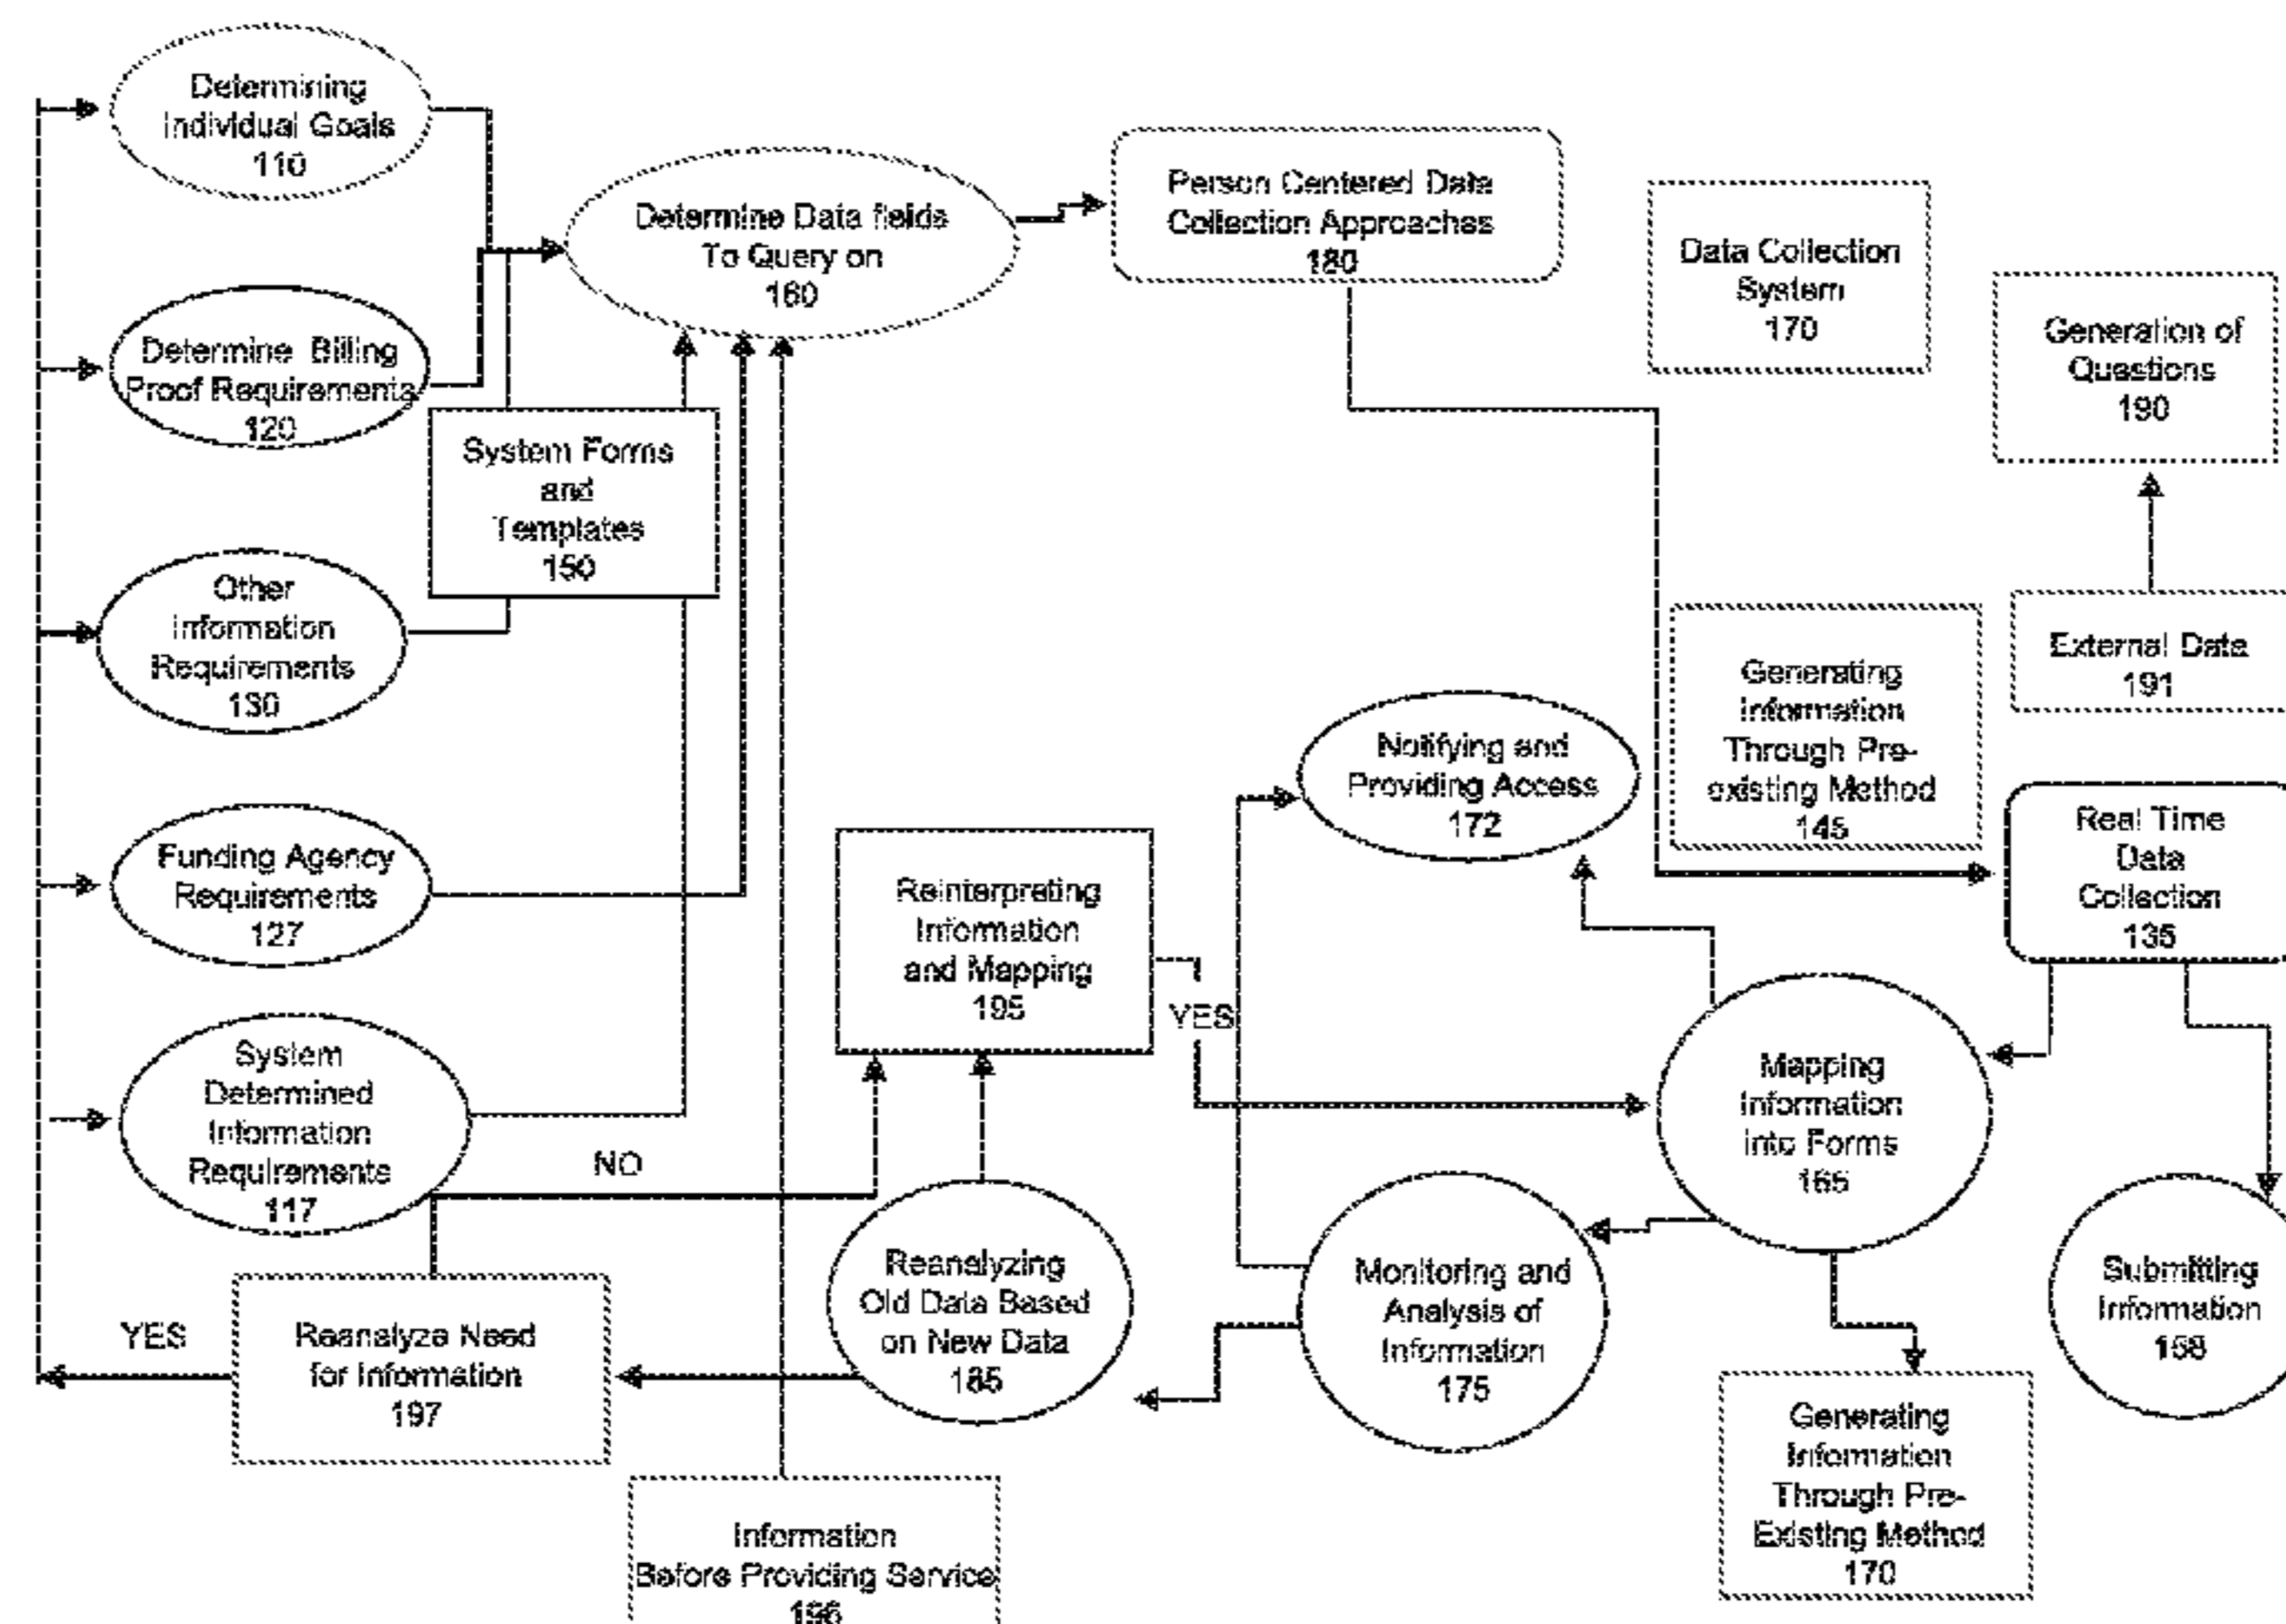 Determining
Individual Goals
110
Determine Billing
Proof Requirements
120
Other
Information
Requirements
130
Funding Agency
Requirements
127
System
Determined
Information
Requirements
117
System Forms
and
Templates
150
Determine Data fields
To Query on
160
Person Centered Data
Collection Approaches
180
Data Collection
System
170
Generation of
Questions
190
External Data
191
Generating
Information
Through Pre-
existing Method
145
Real Time
Data
Collection
135
Notifying and
Providing Access
172
Reinterpreting
Information
and Mapping
195
YES
Mapping
Information
into Forms
165
Submitting
Information
158
Monitoring and
Analysis of
Information
175
Reanalyzing
Old Data Based
on New Data
185
NO
YES
Reanalyze Need
for Information
197
Information
Before Providing Service
196
Generating
Information
Through Pre-
Existing Method
170